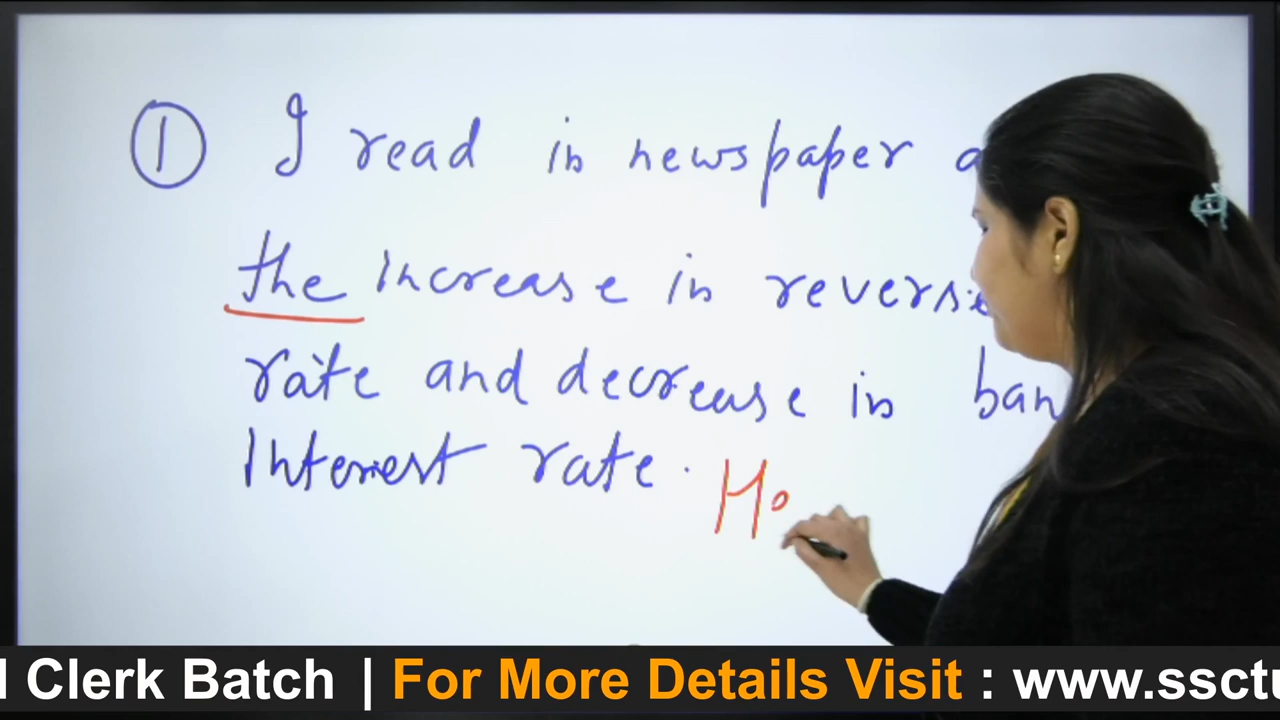 ① I read in newspaper
the increase in reverse
rate and decrease in
Interest rate. Ho
Clerk Batch | For More Details Visit : www.ssctu